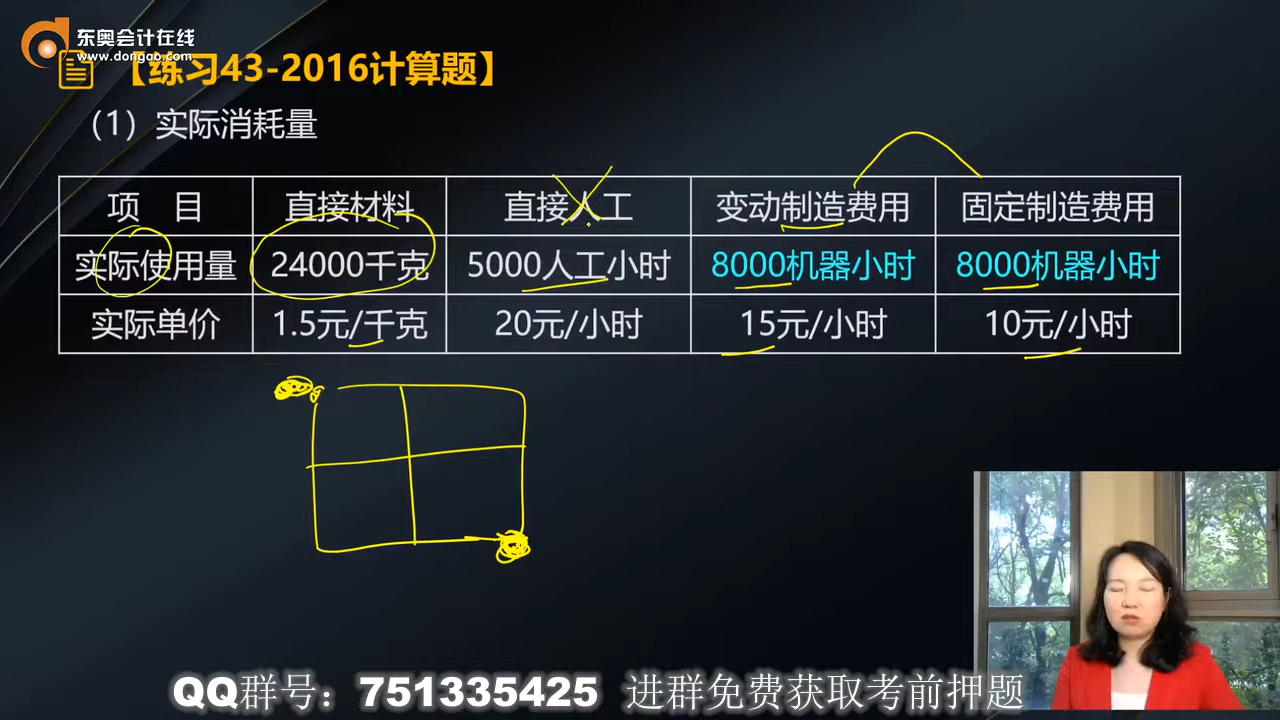 东奥会计在线
www.dongao.com
【练习43-2016计算题】
（1）实际消耗量
项 目 直接材料 直接人工 变动制造费用 固定制造费用
实际使用量 24000千克 5000人工小时 8000机器小时 8000机器小时
实际单价 1.5元/千克 20元/小时 15元/小时 10元/小时
QQ群号：751335425 进群免费获取考前押题